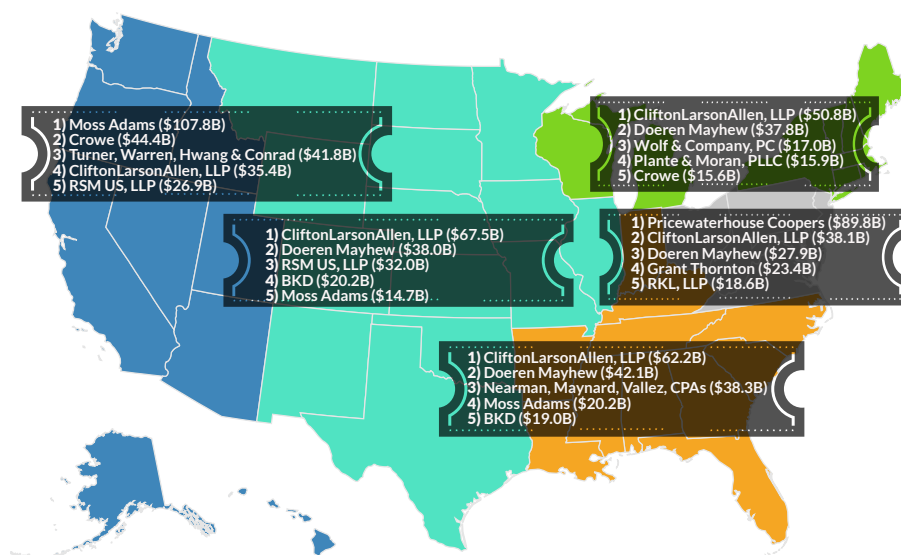 1) Moss Adams ($107.8B)
2) Crowe ($44.4B)
3) Turner, Warren, Hwang & Conrad ($41.8B)
4) CliftonLarsonAllen, LLP ($35.4B)
5) RSM US, LLP ($26.9B)
1) CliftonLarsonAllen, LLP ($50.8B)
2) Doeren Mayhew ($37.8B)
3) Wolf & Company, PC ($17.0B)
4) Plante & Moran, PLLC ($15.9B)
5) Crowe ($15.6B)
1) CliftonLarsonAllen, LLP ($67.5B)
2) Doeren Mayhew ($38.0B)
3) RSM US, LLP ($32.0B)
4) BKD ($20.2B)
5) Moss Adams ($14.7B)
1) Pricewaterhouse Coopers ($89.8B)
2) CliftonLarsonAllen, LLP ($38.1B)
3) Doeren Mayhew ($27.9B)
4) Grant Thornton ($23.4B)
5) RKL, LLP ($18.6B)
1) CliftonLarsonAllen, LLP ($62.2B)
2) Doeren Mayhew ($42.1B)
3) Nearman, Maynard, Vallez, CPAs ($38.3B)
4) Moss Adams ($20.2B)
5) BKD ($19.0B)